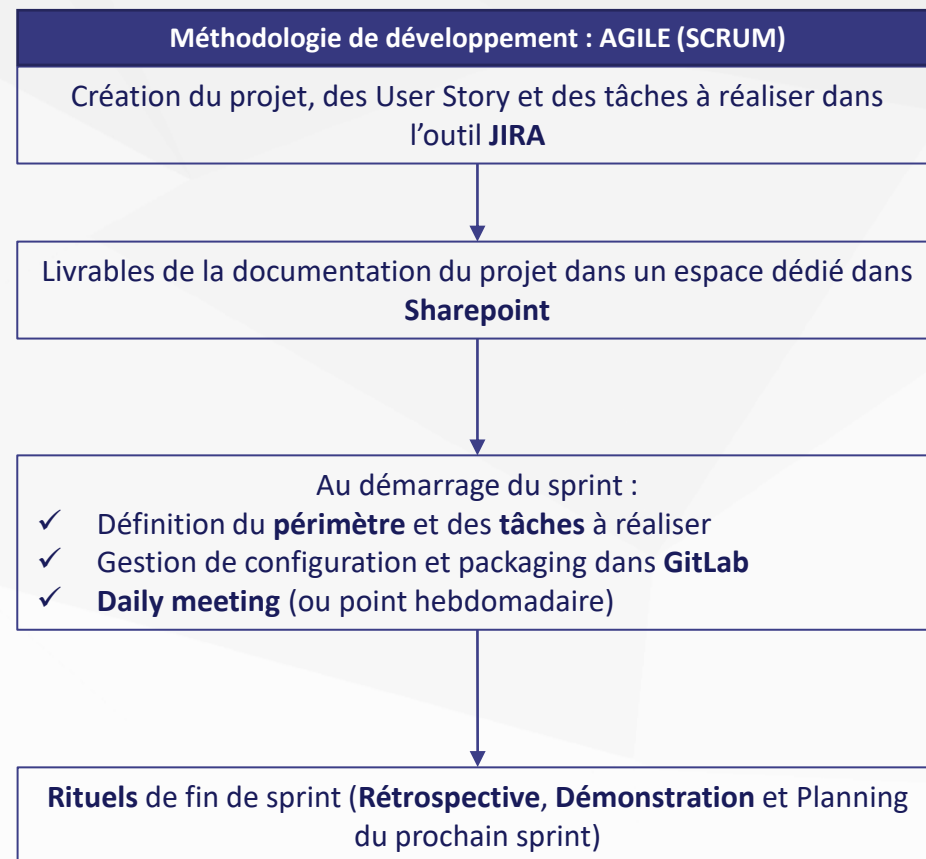 Méthodologie de développement : AGILE (SCRUM)
Création du projet, des User Story et des tâches à réaliser dans
l’outil JIRA
Livrables de la documentation du projet dans un espace dédié dans
Sharepoint
Au démarrage du sprint :
✓ Définition du périmètre et des tâches à réaliser
✓ Gestion de configuration et packaging dans GitLab
✓ Daily meeting (ou point hebdomadaire)
Rituels de fin de sprint (Rétrospective, Démonstration et Planning
du prochain sprint)